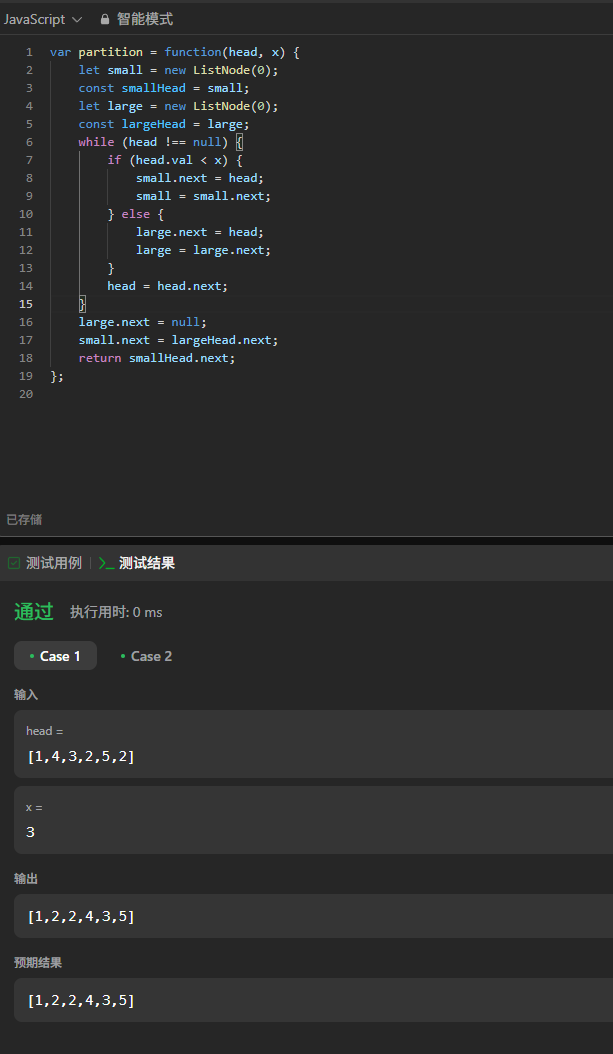 JavaScript 智能模式
1 var partition = function(head, x) {
2     let small = new ListNode(0);
3     const smallHead = small;
4     let large = new ListNode(0);
5     const largeHead = large;
6     while (head !== null) {
7         if (head.val < x) {
8             small.next = head;
9             small = small.next;
10         } else {
11             large.next = head;
12             large = large.next;
13         }
14         head = head.next;
15     }
16     large.next = null;
17     small.next = largeHead.next;
18     return smallHead.next;
19 };
20
已存储
测试用例 | >_ 测试结果
通过 执行用时: 0 ms
• Case 1 • Case 2
输入
head =
[1,4,3,2,5,2]
x =
3
输出
[1,2,2,4,3,5]
预期结果
[1,2,2,4,3,5]